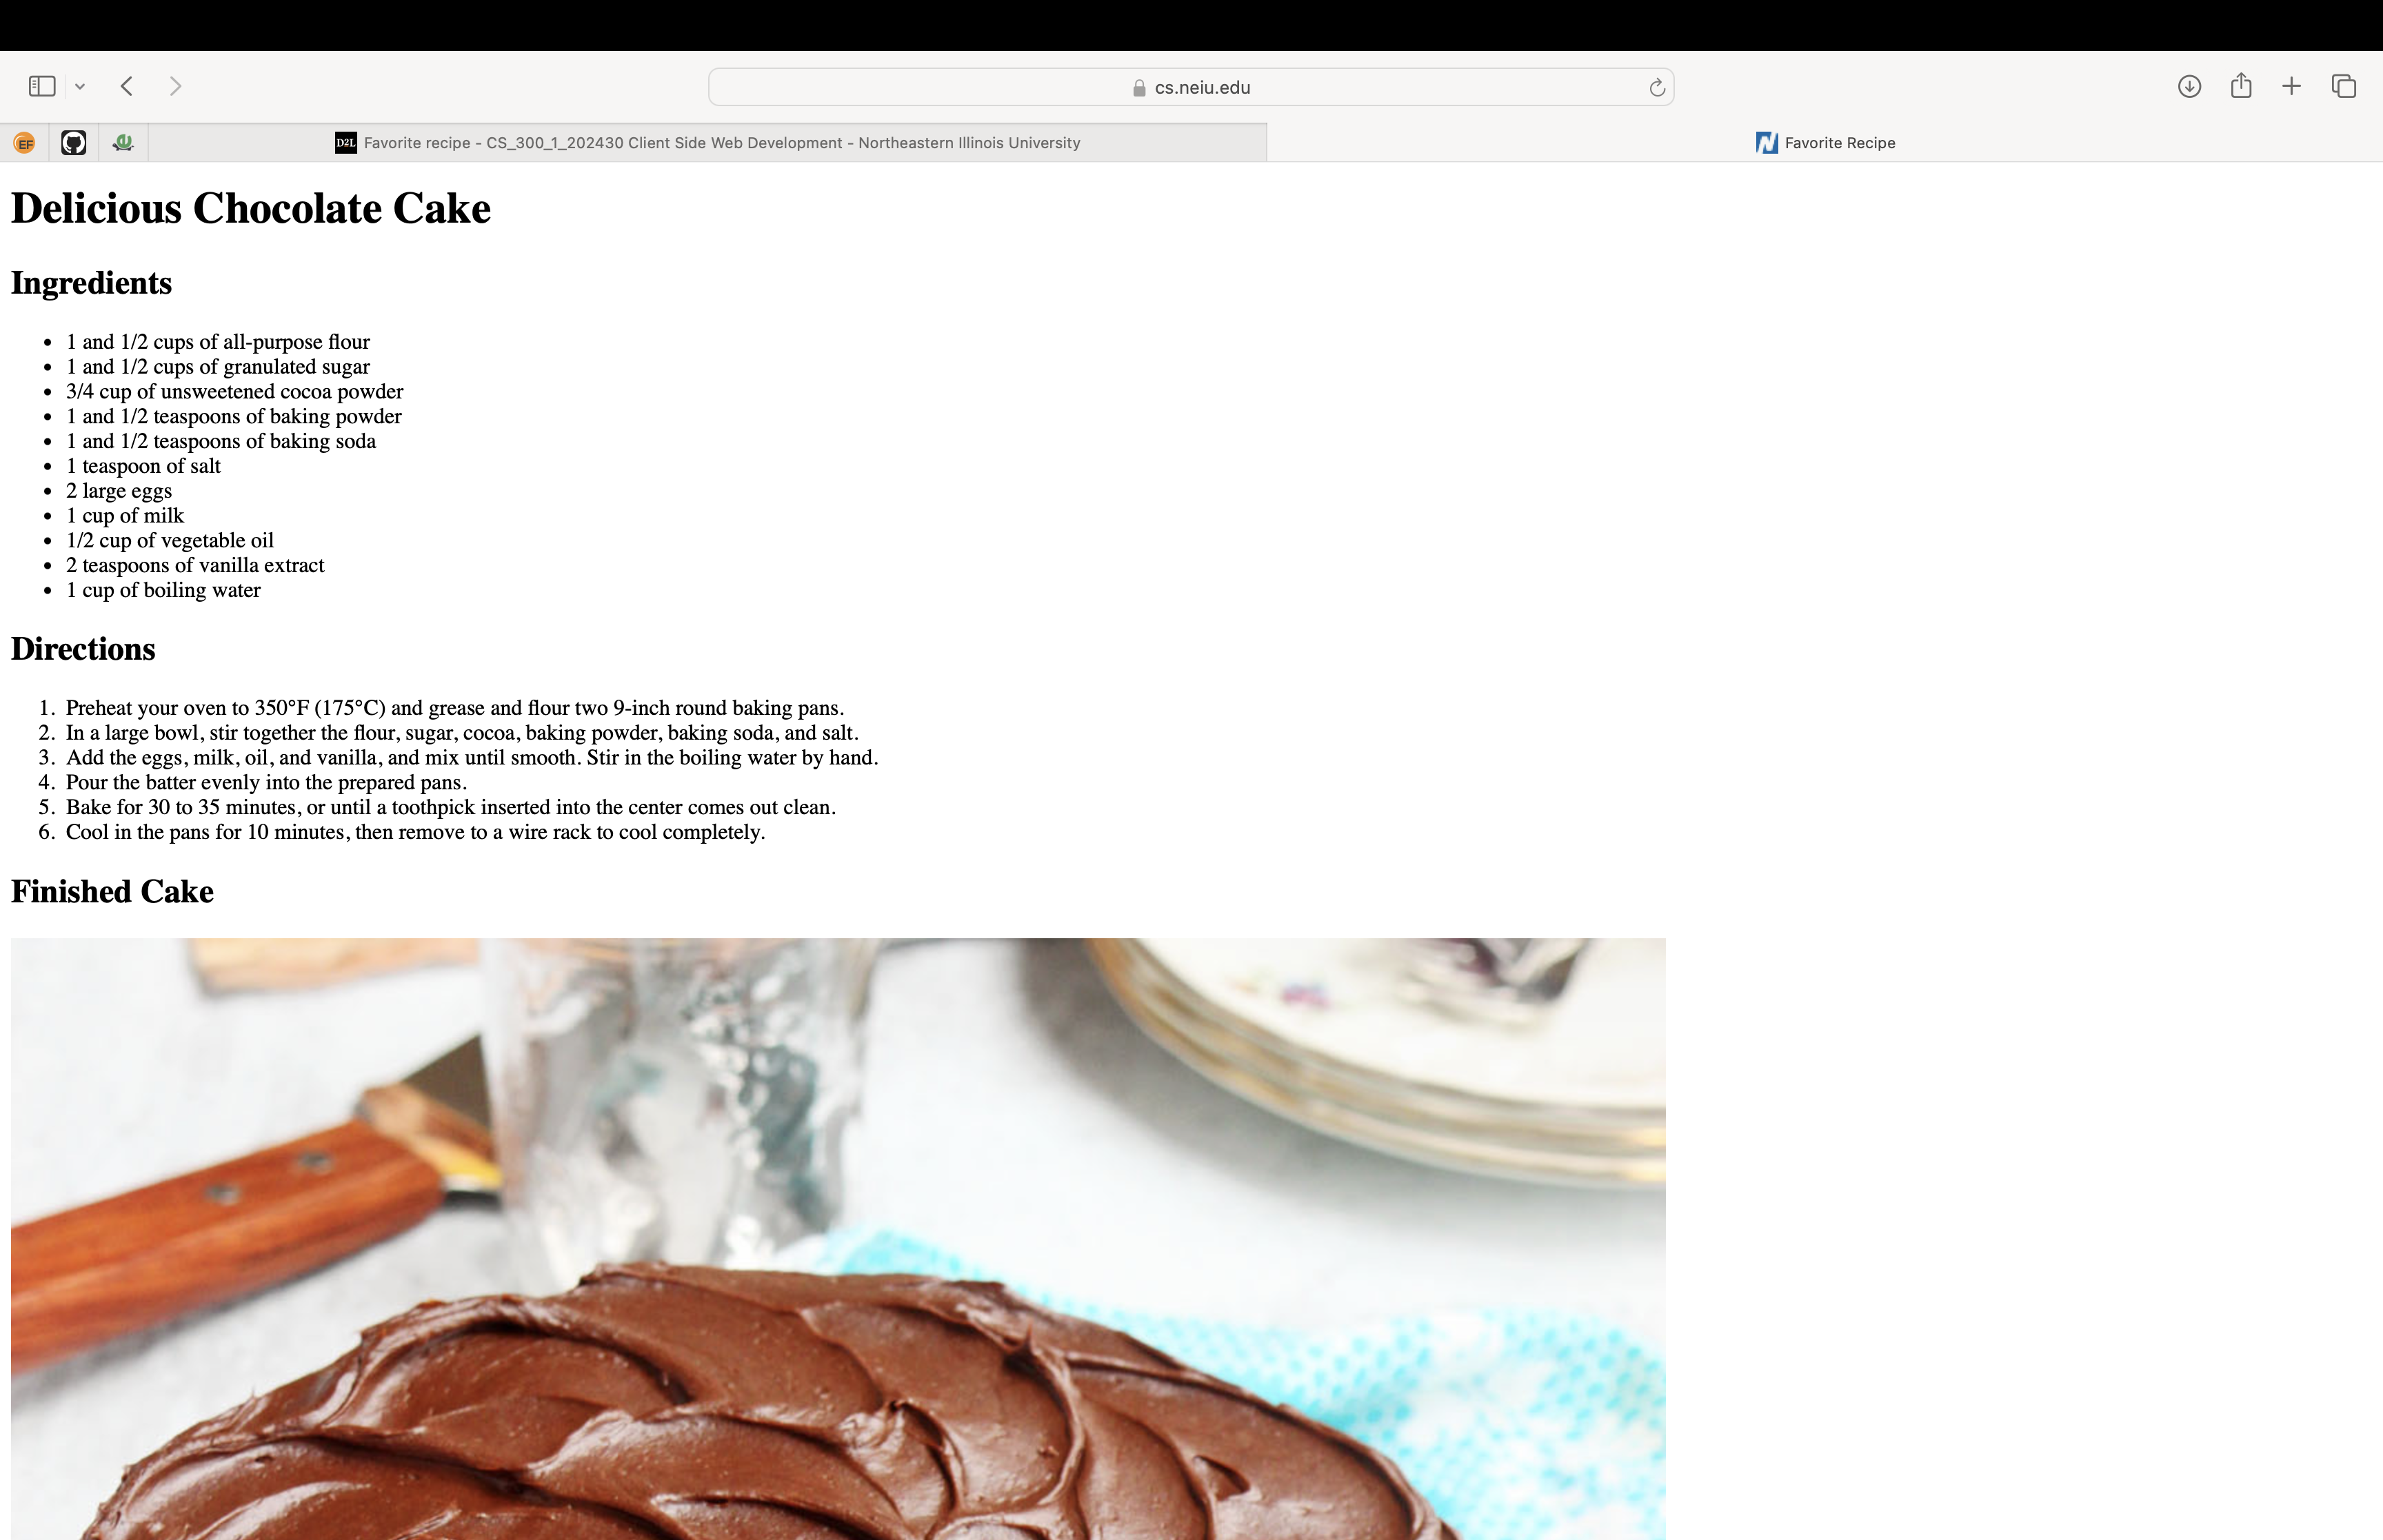 cs.neiu.edu
EF
D2L Favorite recipe - CS_300_1_202430 Client Side Web Development - Northeastern Illinois University
N Favorite Recipe
Delicious Chocolate Cake
Ingredients
• 1 and 1/2 cups of all-purpose flour
• 1 and 1/2 cups of granulated sugar
• 3/4 cup of unsweetened cocoa powder
• 1 and 1/2 teaspoons of baking powder
• 1 and 1/2 teaspoons of baking soda
• 1 teaspoon of salt
• 2 large eggs
• 1 cup of milk
• 1/2 cup of vegetable oil
• 2 teaspoons of vanilla extract
• 1 cup of boiling water
Directions
1. Preheat your oven to 350°F (175°C) and grease and flour two 9-inch round baking pans.
2. In a large bowl, stir together the flour, sugar, cocoa, baking powder, baking soda, and salt.
3. Add the eggs, milk, oil, and vanilla, and mix until smooth. Stir in the boiling water by hand.
4. Pour the batter evenly into the prepared pans.
5. Bake for 30 to 35 minutes, or until a toothpick inserted into the center comes out clean.
6. Cool in the pans for 10 minutes, then remove to a wire rack to cool completely.
Finished Cake